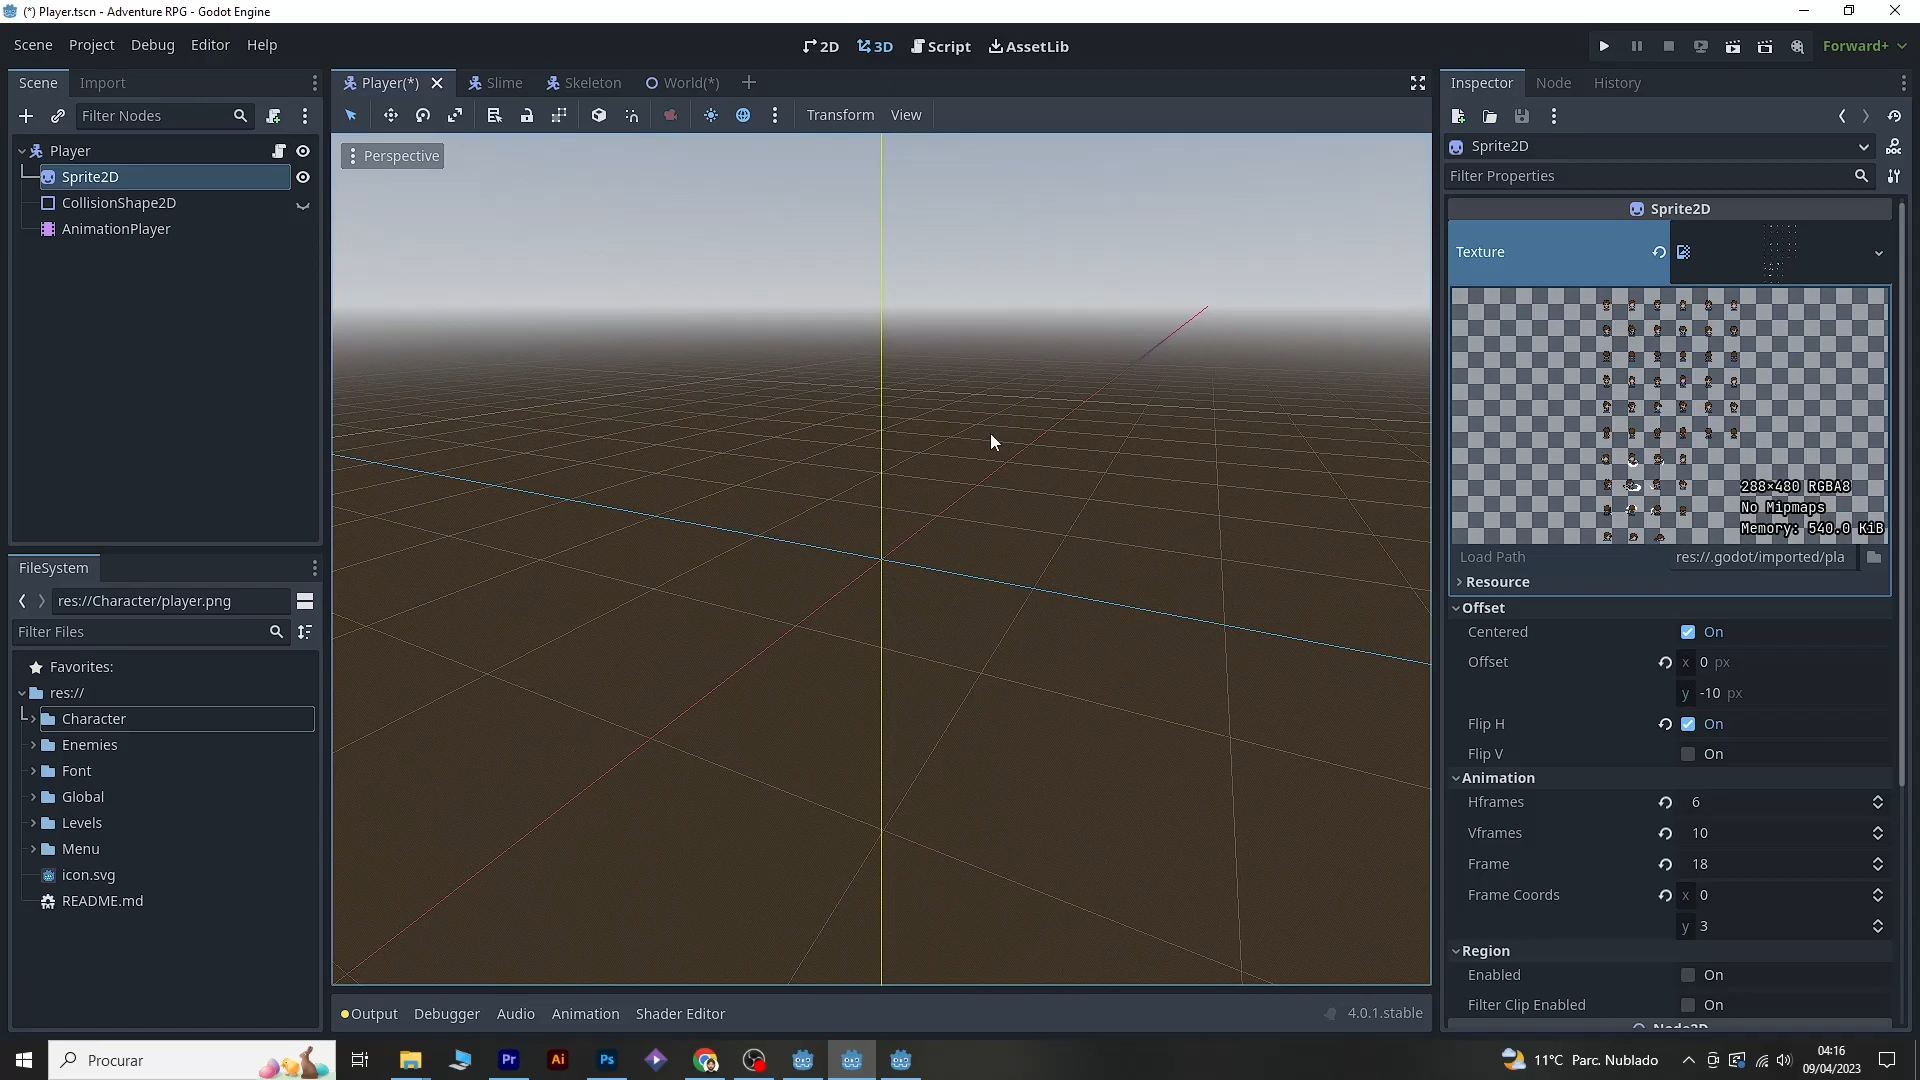 (*) Player.tscn - Adventure RPG - Godot Engine
Scene Project Debug Editor Help
2D 3D Script AssetLib
Forward+
Scene Import
Filter Nodes
Player
Sprite2D
CollisionShape2D
AnimationPlayer
FileSystem
res://Character/player.png
Filter Files
Favorites:
res://
Character
Enemies
Font
Global
Levels
Menu
icon.svg
README.md
Player(*) Slime Skeleton World(*)
Transform View
Perspective
Output Debugger Audio Animation Shader Editor
4.0.1.stable
Inspector Node History
Sprite2D
Filter Properties
Sprite2D
Texture
288×480 RGBA8
No Mipmaps
Memory: 540.0 KiB
Load Path res://.godot/imported/pla
Resource
Offset
Centered On
Offset x 0 px
y -10 px
Flip H On
Flip V On
Animation
Hframes 6
Vframes 10
Frame 18
Frame Coords x 0
y 3
Region
Enabled On
Filter Clip Enabled On
Node2D
Procurar
Pr Ai Ps
11°C Parc. Nublado
04:16
09/04/2023